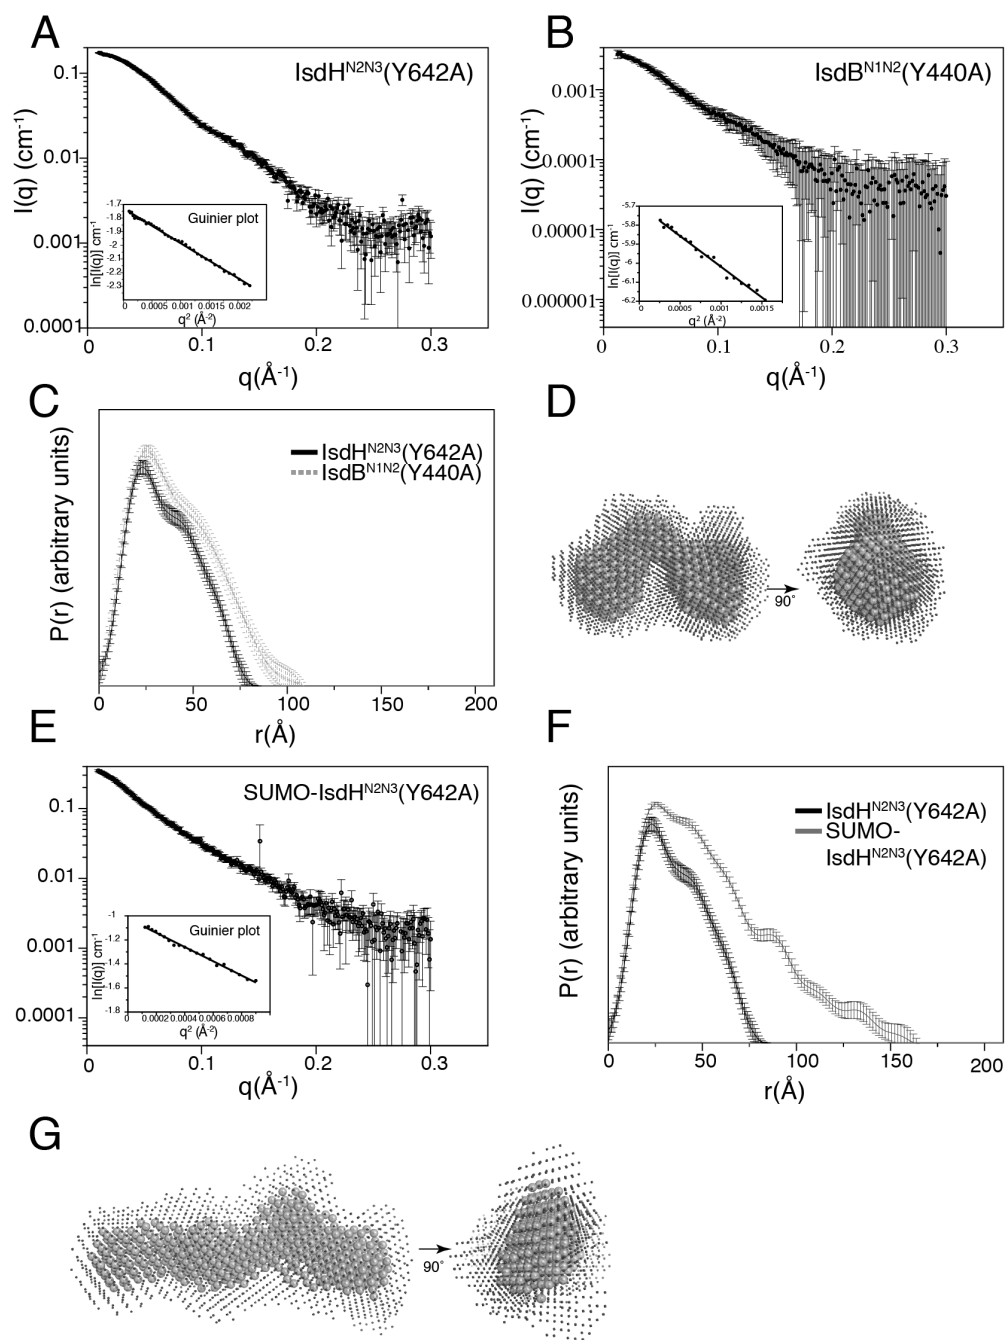 A
IsdH^N2N3(Y642A)
I(q) (cm^-1)
0.1
0.01
0.001
0.0001
0
0.1
0.2
0.3
q(Å^-1)
Guinier plot
ln[I(q)] cm^-1
-1.7
-1.8
-1.9
-2
-2.1
-2.2
-2.3
0 0.0005 0.001 0.0015 0.002
q² (Å^-2)
B
IsdB^N1N2(Y440A)
I(q) (cm^-1)
0.001
0.0001
0.00001
0.000001
0
0.1
0.2
0.3
q(Å^-1)
ln[I(q)] cm^-1
-5.7
-5.8
-5.9
-6
-6.1
-6.2
0 0.0005 0.001 0.0015
q² (Å^-2)
C
P(r) (arbitrary units)
IsdH^N2N3(Y642A)
IsdB^N1N2(Y440A)
0 50 100 150 200
r(Å)
D
90°
E
SUMO-IsdH^N2N3(Y642A)
I(q) (cm^-1)
0.1
0.01
0.001
0.0001
0
0.1
0.2
0.3
q(Å^-1)
Guinier plot
ln[I(q)] cm^-1
-1
-1.2
-1.4
-1.6
-1.8
0 0.0002 0.0004 0.0006 0.0008
q² (Å^-2)
F
P(r) (arbitrary units)
IsdH^N2N3(Y642A)
SUMO-
IsdH^N2N3(Y642A)
0 50 100 150 200
r(Å)
G
90°